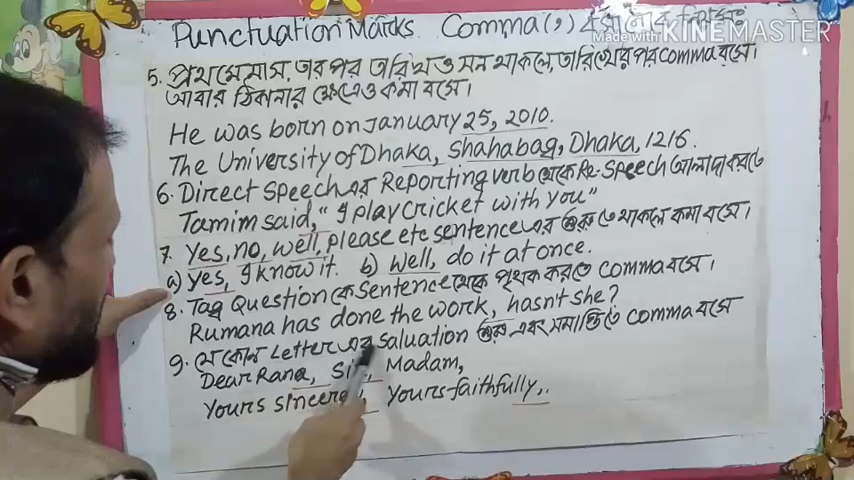 Punctuation Marks Comma(,) বসানোর নিয়মঃ
Made with KINEMASTER
5. প্রথমে মাস, তারপর তারিখ ও সন থাকলে, তারিখের পর comma বসে।
আবার ঠিকানার ক্ষেত্রেও কমা বসে।
He was born on January 25, 2010.
The University of Dhaka, Shahabag, Dhaka, 1216.
6. Direct Speech এর Reporting verb থেকে Re-Speech আলাদা করতে
Tamim said, "I play cricket with you"
7. Yes, no, well, please etc sentence এর শুরুতে থাকলে কমা বসে।
a) Yes, I know it. b) Well, do it at once.
8. Tag Question কে Sentence থেকে পৃথক করতে comma বসে।
Rumana has done the work, hasn't she?
9. যে কোন Letter এর Saluation শুরু এবং সমাপ্তিতে comma বসে
Dear Rana, Madam,
Yours Yours faithfully,.